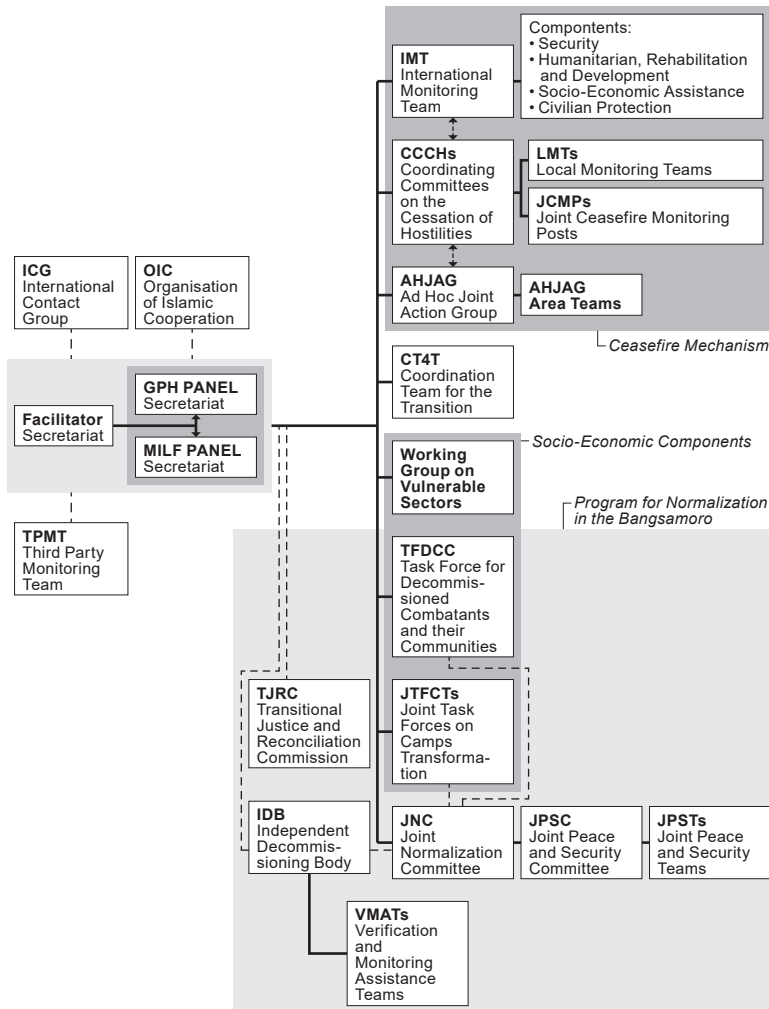 Compontents:
• Security
• Humanitarian, Rehabilitation
and Development
• Socio-Economic Assistance
• Civilian Protection
IMT
International
Monitoring
Team
CCCHs
Coordinating
Committees
on the
Cessation of
Hostilities
LMTs
Local Monitoring Teams
JCMPs
Joint Ceasefire Monitoring
Posts
AHJAG
Ad Hoc Joint
Action Group
AHJAG
Area Teams
Ceasefire Mechanism
ICG
International
Contact
Group
OIC
Organisation
of Islamic
Cooperation
Facilitator
Secretariat
GPH PANEL
Secretariat
MILF PANEL
Secretariat
TPMT
Third Party
Monitoring
Team
CT4T
Coordination
Team for the
Transition
Socio-Economic Components
Working
Group on
Vulnerable
Sectors
Program for Normalization
in the Bangsamoro
TFDCC
Task Force for
Decommis-
sioned
Combatants
and their
Communities
TJRC
Transitional
Justice and
Reconciliation
Commission
JTFCTs
Joint Task
Forces on
Camps
Transforma-
tion
IDB
Independent
Decommis-
sioning Body
JNC
Joint
Normalization
Committee
JPSC
Joint Peace
and Security
Committee
JPSTs
Joint Peace
and Security
Teams
VMATs
Verification
and
Monitoring
Assistance
Teams